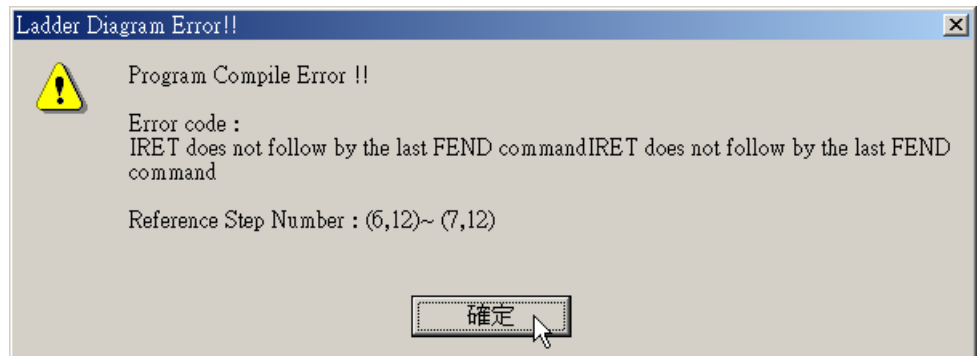 Ladder Diagram Error!!
Program Compile Error !!
Error code :
IRET does not follow by the last FEND commandIRET does not follow by the last FEND
command
Reference Step Number : (6,12)~ (7,12)
確定